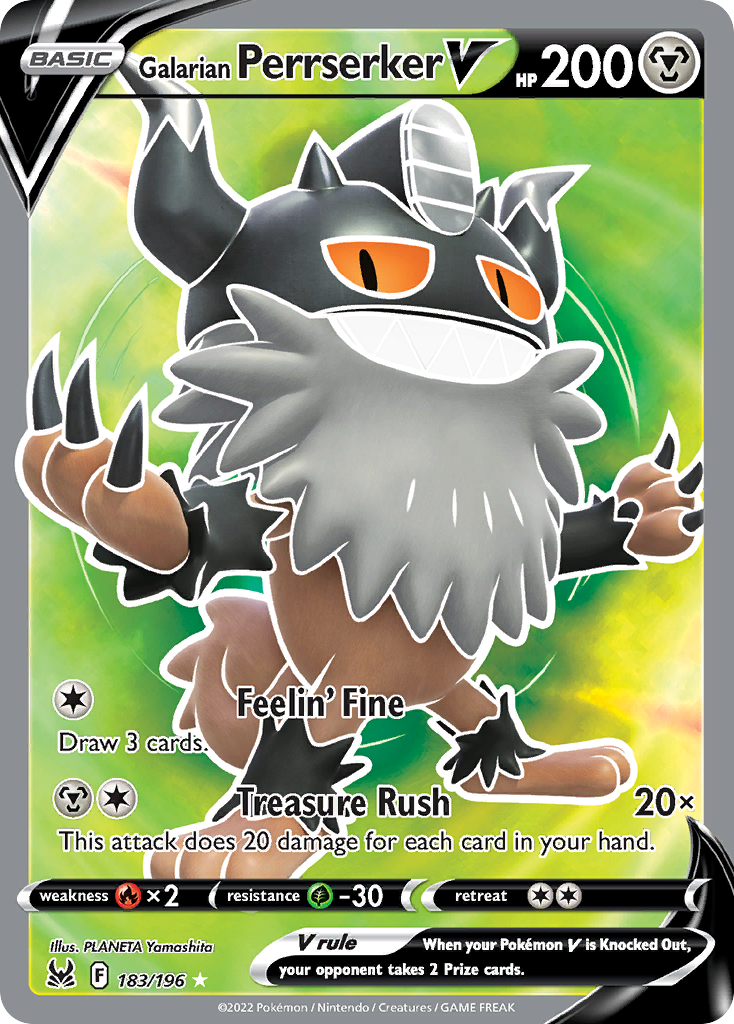 BASIC
Galarian Perrserker V HP 200
Feelin' Fine
Draw 3 cards.
Treasure Rush 20×
This attack does 20 damage for each card in your hand.
weakness ×2 resistance -30 retreat
Illus. PLANETA Yamashita
V rule When your Pokémon V is Knocked Out,
your opponent takes 2 Prize cards.
F 183/196
©2022 Pokémon / Nintendo / Creatures / GAME FREAK